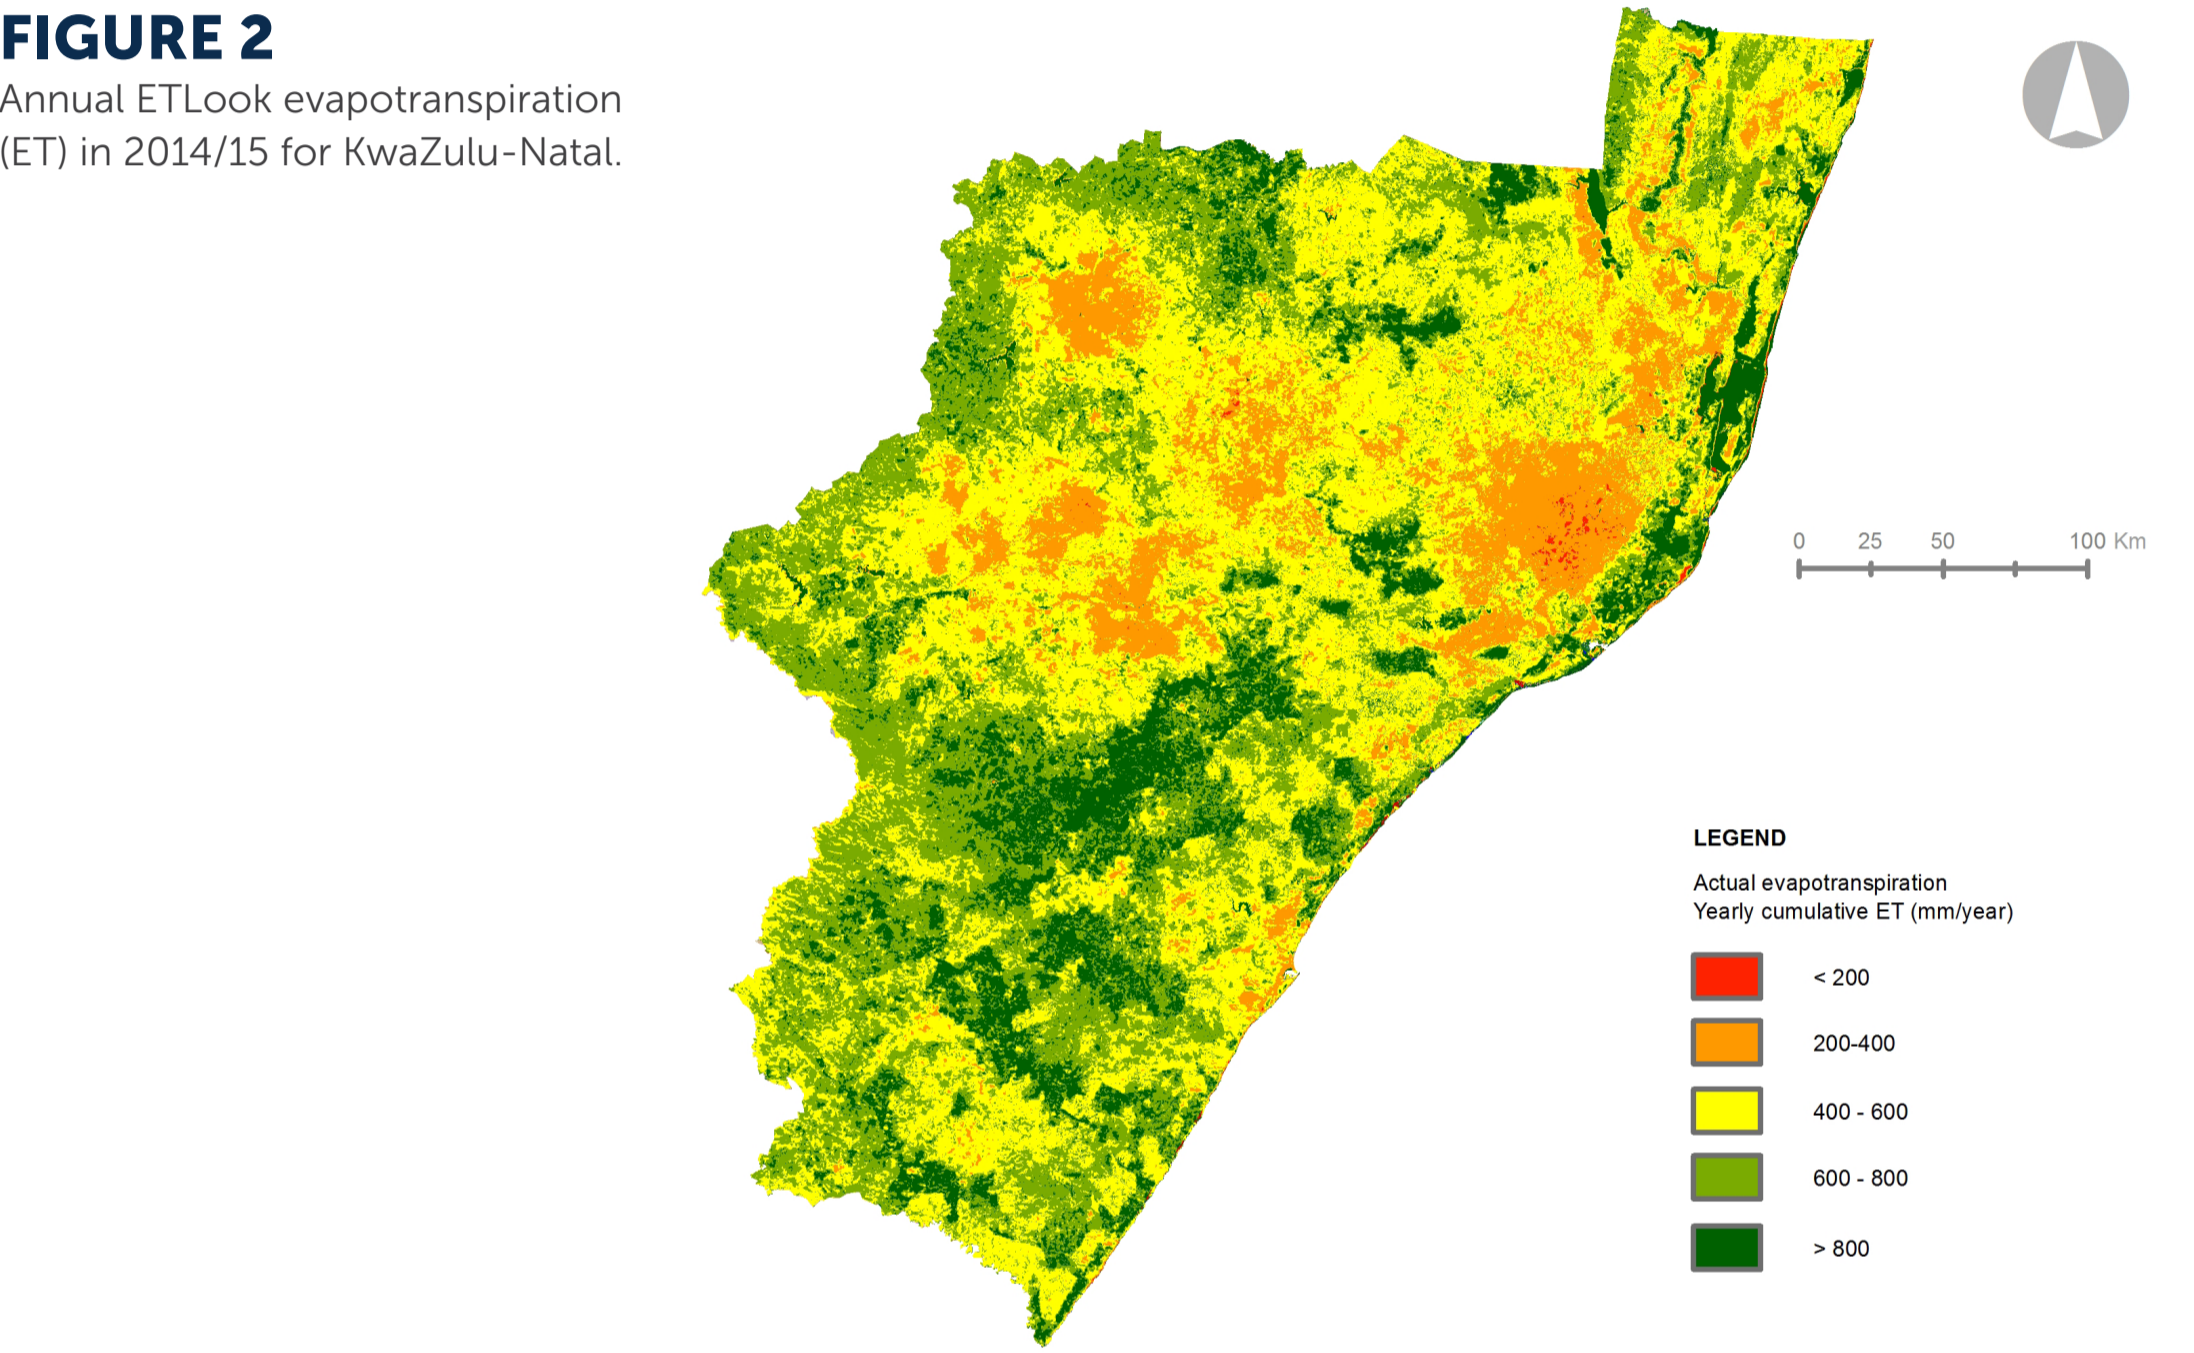 FIGURE 2
Annual ETLook evapotranspiration
(ET) in 2014/15 for KwaZulu-Natal.
0 25 50 100 Km
LEGEND
Actual evapotranspiration
Yearly cumulative ET (mm/year)
< 200
200-400
400 - 600
600 - 800
> 800